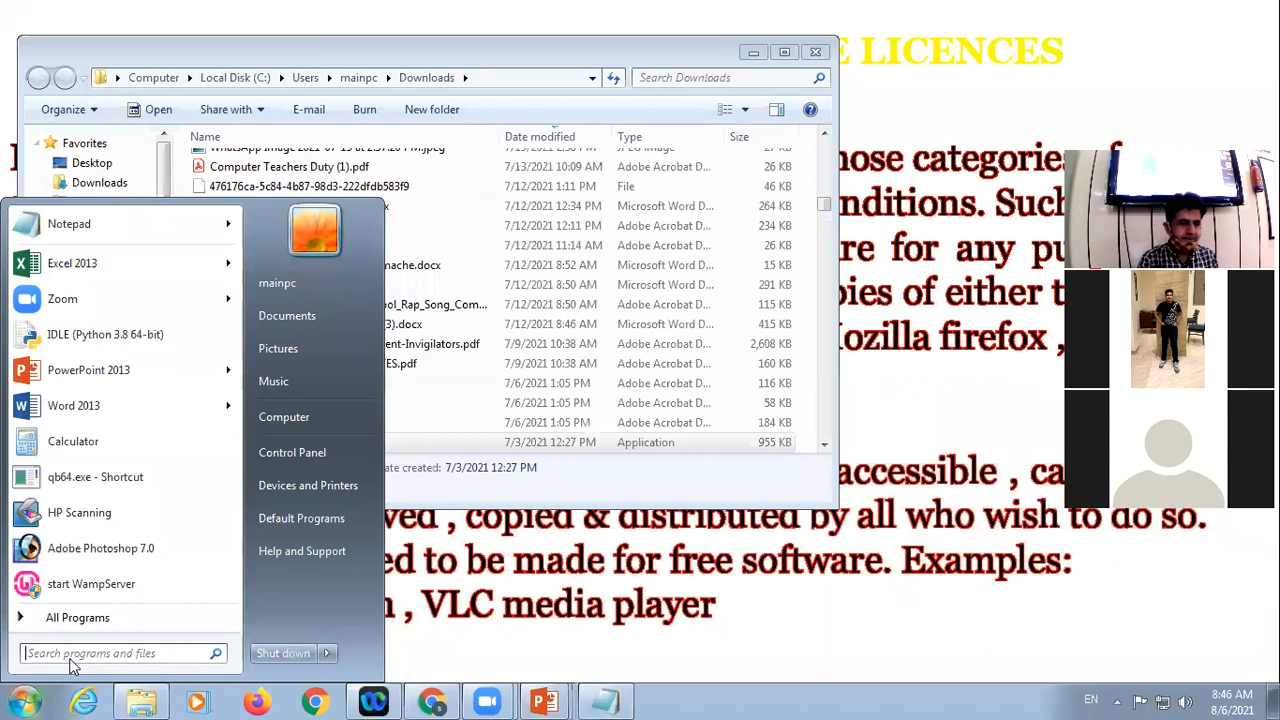 E LICENCES
Computer Local Disk (C:) Users mainpc Downloads
Search Downloads
Organize Open Share with E-mail Burn New folder
Name Date modified Type Size
Favorites
Desktop
Downloads
Computer Teachers Duty (1).pdf 7/13/2021 10:09 AM Adobe Acrobat D... 26 KB
476176ca-5c84-4b87-98d3-222dfdb583f9 7/12/2021 1:11 PM File 46 KB
x 7/12/2021 12:34 PM Microsoft Word D... 264 KB
7/12/2021 12:11 PM Adobe Acrobat D... 234 KB
7/12/2021 11:14 AM Adobe Acrobat D... 26 KB
mache.docx 7/12/2021 8:52 AM Microsoft Word D... 15 KB
7/12/2021 8:50 AM Microsoft Word D... 291 KB
ol_Rap_Song_Com... 7/12/2021 8:50 AM Adobe Acrobat D... 115 KB
3).docx 7/12/2021 8:46 AM Microsoft Word D... 415 KB
ent-Invigilators.pdf 7/9/2021 10:38 AM Adobe Acrobat D... 2,608 KB
ES.pdf 7/9/2021 10:38 AM Adobe Acrobat D... 160 KB
7/6/2021 1:05 PM Adobe Acrobat D... 116 KB
7/6/2021 1:05 PM Adobe Acrobat D... 58 KB
7/6/2021 1:05 PM Adobe Acrobat D... 184 KB
7/3/2021 12:27 PM Application 955 KB
ate created: 7/3/2021 12:27 PM
hose categories of
nditions. Such
re for any pu
pies of either t
Mozilla firefox ,
accessible , ca
ved , copied & distributed by all who wish to do so.
ed to be made for free software. Examples:
, VLC media player
Notepad
Excel 2013
Zoom
IDLE (Python 3.8 64-bit)
PowerPoint 2013
Word 2013
Calculator
qb64.exe - Shortcut
HP Scanning
Adobe Photoshop 7.0
start WampServer
All Programs
Search programs and files
mainpc
Documents
Pictures
Music
Computer
Control Panel
Devices and Printers
Default Programs
Help and Support
Shut down
EN
8:46 AM
8/6/2021